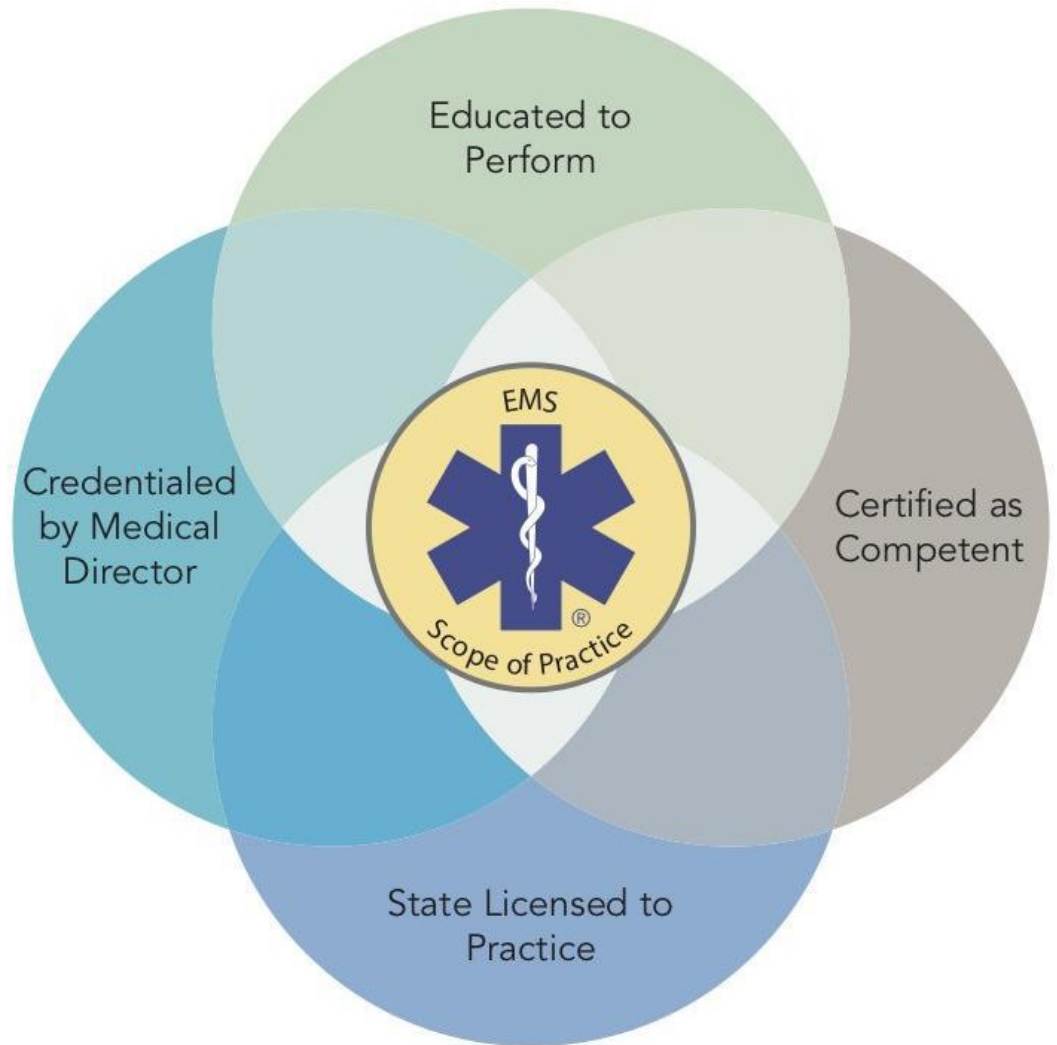 Educated to
Perform
Credentialed
by Medical
Director
EMS
®
Scope of Practice
Certified as
Competent
State Licensed to
Practice